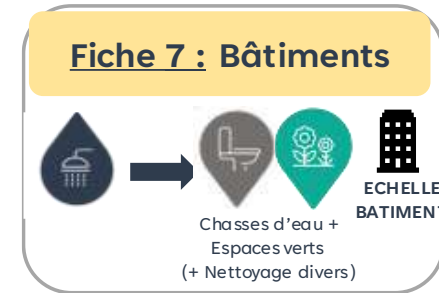 Fiche 7 : Bâtiments
ECHELLE
BATIMENT
Chasses d'eau +
Espaces verts
(+ Nettoyage divers)